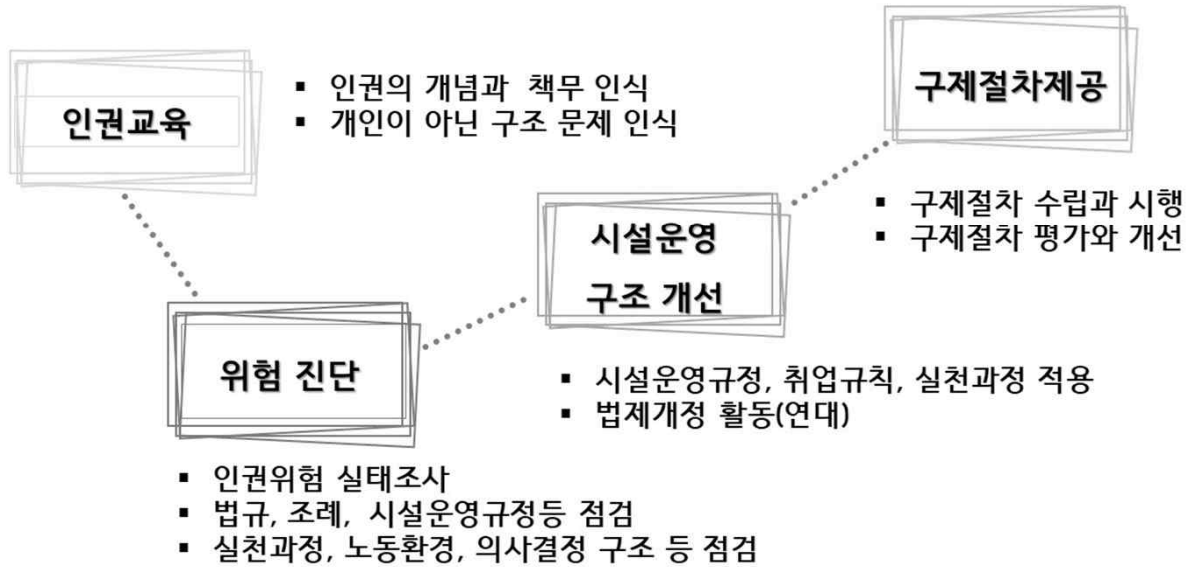 인권교육
▪ 인권의 개념과 책무 인식
▪ 개인이 아닌 구조 문제 인식
위험 진단
▪ 인권위험 실태조사
▪ 법규, 조례, 시설운영규정등 점검
▪ 실천과정, 노동환경, 의사결정 구조 등 점검
시설운영
구조 개선
▪ 시설운영규정, 취업규칙, 실천과정 적용
▪ 법제개정 활동(연대)
구제절차제공
▪ 구제절차 수립과 시행
▪ 구제절차 평가와 개선